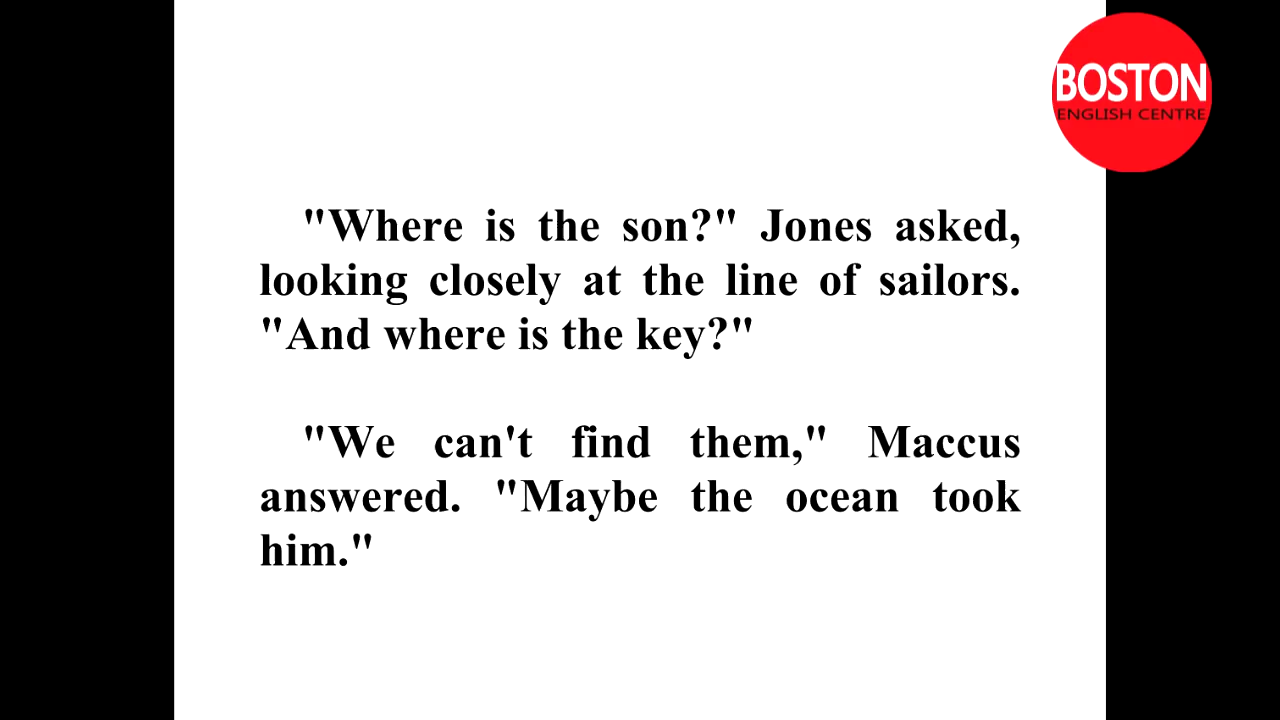 BOSTON
ENGLISH CENTRE
"Where is the son?" Jones asked,
looking closely at the line of sailors.
"And where is the key?"
"We can't find them," Maccus
answered. "Maybe the ocean took
him."